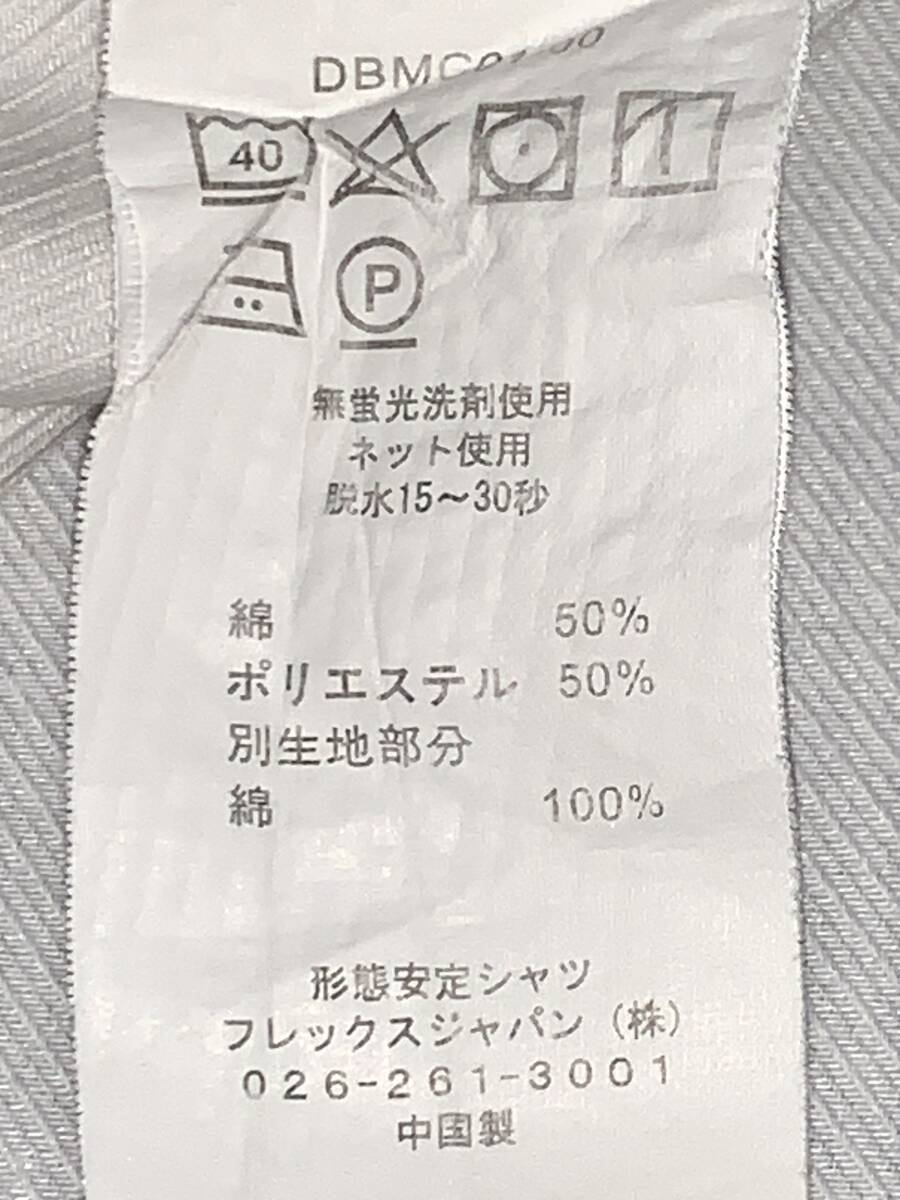 40
P
無蛍光洗剤使用
ネット使用
脱水15～30秒
綿 50%
ポリエステル 50%
別生地部分
綿 100%
形態安定シャツ
フレックスジャパン（株）
026-261-3001
中国製